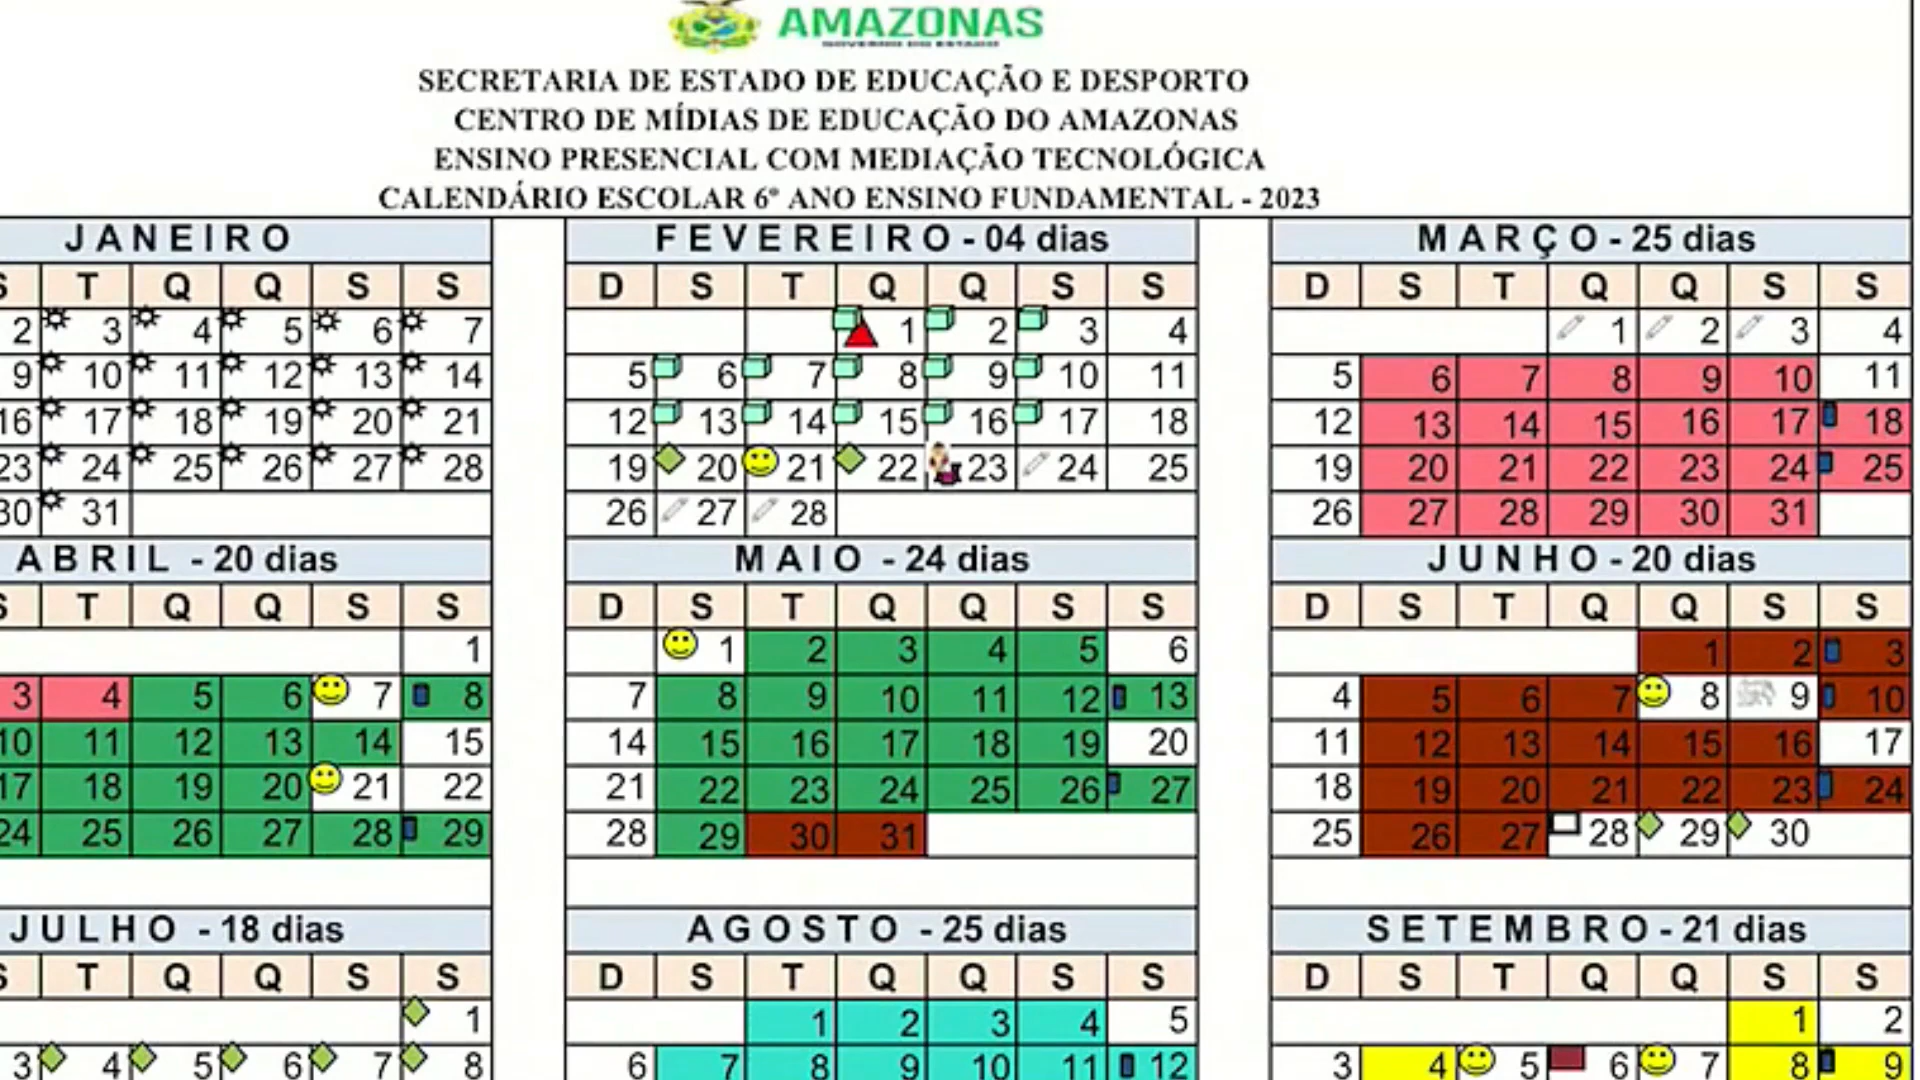 AMAZONAS
GOVERNO DO ESTADO
SECRETARIA DE ESTADO DE EDUCAÇÃO E DESPORTO
CENTRO DE MÍDIAS DE EDUCAÇÃO DO AMAZONAS
ENSINO PRESENCIAL COM MEDIAÇÃO TECNOLÓGICA
CALENDÁRIO ESCOLAR 6º ANO ENSINO FUNDAMENTAL - 2023
JANEIRO
S T Q Q S S
2 3 4 5 6 7
9 10 11 12 13 14
16 17 18 19 20 21
23 24 25 26 27 28
30 31
FEVEREIRO - 04 dias
D S T Q Q S S
1 2 3 4
5 6 7 8 9 10 11
12 13 14 15 16 17 18
19 20 21 22 23 24 25
26 27 28
MARÇO - 25 dias
D S T Q Q S S
1 2 3 4
5 6 7 8 9 10 11
12 13 14 15 16 17 18
19 20 21 22 23 24 25
26 27 28 29 30 31
ABRIL - 20 dias
S T Q Q S S
1
3 4 5 6 7 8
10 11 12 13 14 15
17 18 19 20 21 22
24 25 26 27 28 29
MAIO - 24 dias
D S T Q Q S S
1 2 3 4 5 6
7 8 9 10 11 12 13
14 15 16 17 18 19 20
21 22 23 24 25 26 27
28 29 30 31
JUNHO - 20 dias
D S T Q Q S S
1 2 3
4 5 6 7 8 9 10
11 12 13 14 15 16 17
18 19 20 21 22 23 24
25 26 27 28 29 30
JULHO - 18 dias
S T Q Q S S
1
3 4 5 6 7 8
AGOSTO - 25 dias
D S T Q Q S S
1 2 3 4 5
6 7 8 9 10 11 12
SETEMBRO - 21 dias
D S T Q Q S S
1 2
3 4 5 6 7 8 9